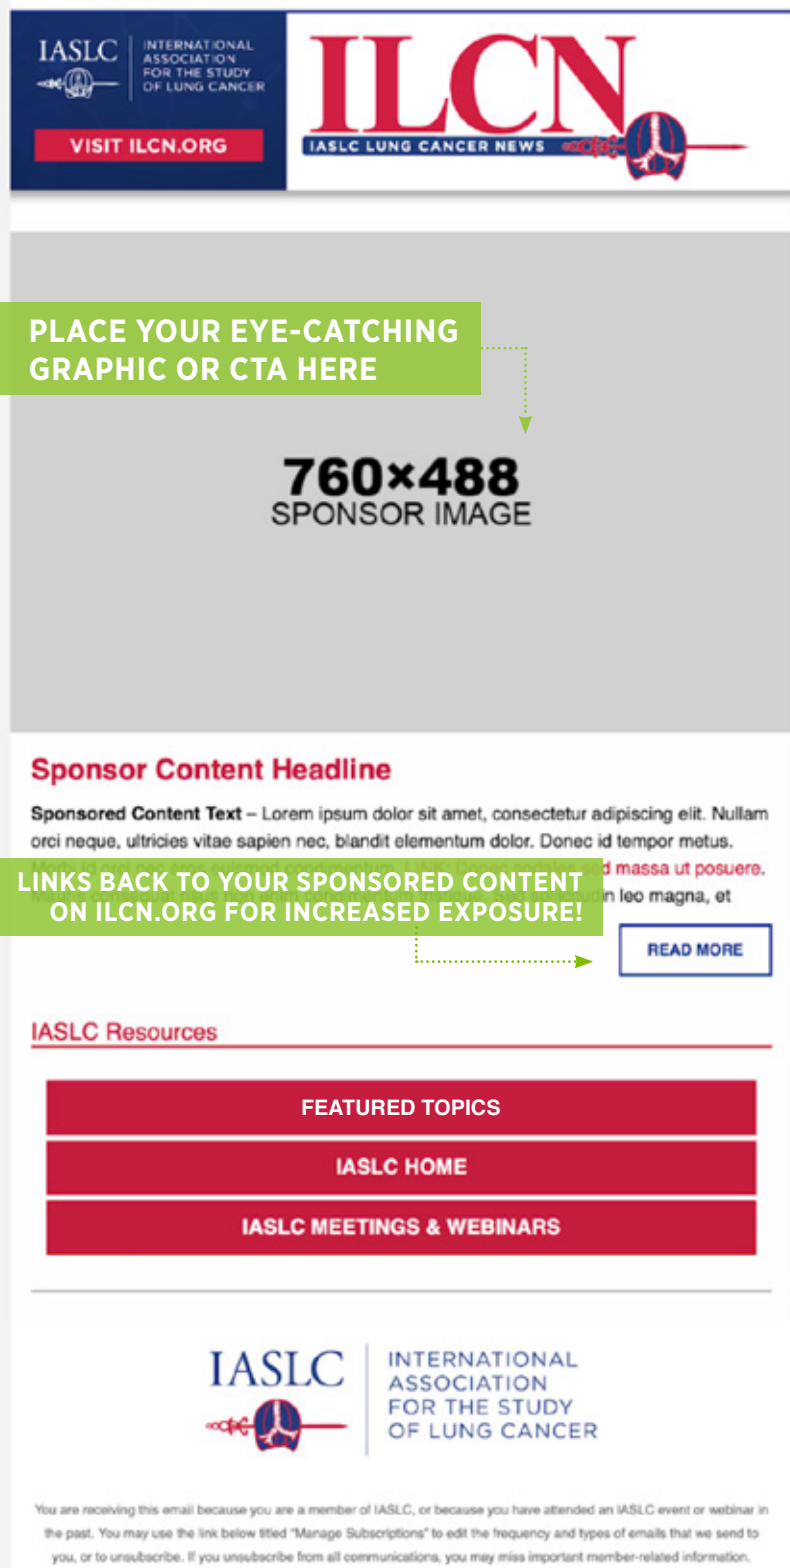 IASLC
INTERNATIONAL
ASSOCIATION
FOR THE STUDY
OF LUNG CANCER
VISIT ILCN.ORG
ILCN
IASLC LUNG CANCER NEWS
PLACE YOUR EYE-CATCHING
GRAPHIC OR CTA HERE
760×488
SPONSOR IMAGE
Sponsor Content Headline
Sponsored Content Text – Lorem ipsum dolor sit amet, consectetur adipiscing elit. Nullam
orci neque, ultricies vitae sapien nec, blandit elementum dolor. Donec id tempor metus.
massa ut posuere.
leo magna, et
LINKS BACK TO YOUR SPONSORED CONTENT
ON ILCN.ORG FOR INCREASED EXPOSURE!
READ MORE
IASLC Resources
FEATURED TOPICS
IASLC HOME
IASLC MEETINGS & WEBINARS
IASLC
INTERNATIONAL
ASSOCIATION
FOR THE STUDY
OF LUNG CANCER
You are receiving this email because you are a member of IASLC, or because you have attended an IASLC event or webinar in
the past. You may use the link below titled "Manage Subscriptions" to edit the frequency and types of emails that we send to
you, or to unsubscribe. If you unsubscribe from all communications, you may miss important member-related information.